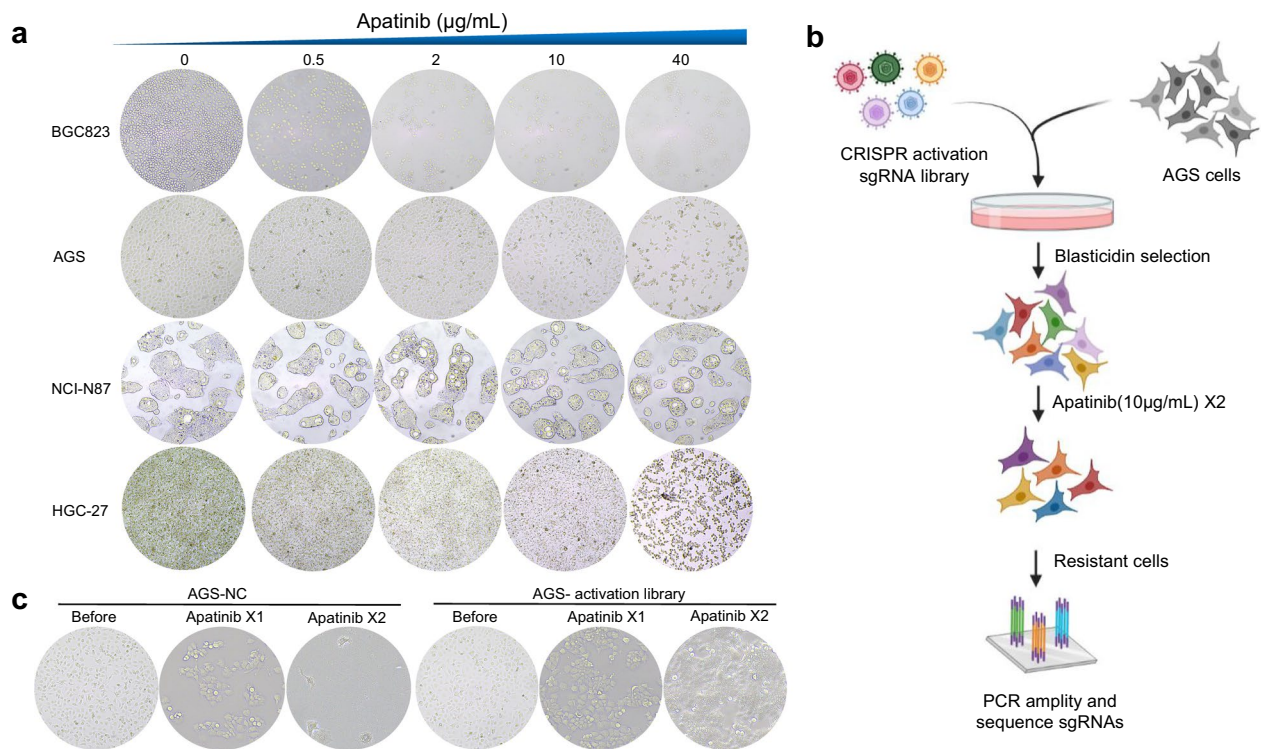 a
Apatinib (µg/mL)
0 0.5 2 10 40
BGC823
AGS
NCI-N87
HGC-27
b
CRISPR activation
sgRNA library
AGS cells
Blasticidin selection
Apatinib(10µg/mL) X2
Resistant cells
PCR amplity and
sequence sgRNAs
c
AGS-NC AGS- activation library
Before Apatinib X1 Apatinib X2 Before Apatinib X1 Apatinib X2